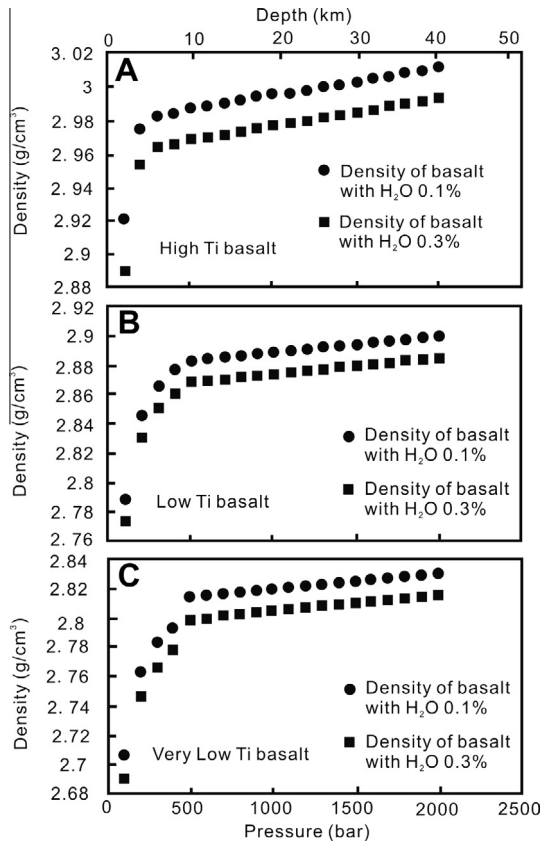 Depth (km)
0 10 20 30 40 50
A
3. 02
3
2. 98
2. 96
2. 94
2. 92
2. 9
2. 88
Density (g/cm³)
Density of basalt
with H₂O 0.1%
Density of basalt
with H₂O 0.3%
High Ti basalt
B
2. 92
2. 9
2. 88
2. 86
2. 84
2. 82
2. 8
2. 78
2. 76
Density (g/cm³)
Density of basalt
with H₂O 0.1%
Density of basalt
with H₂O 0.3%
Low Ti basalt
C
2. 84
2. 82
2. 8
2. 78
2. 76
2. 74
2. 72
2. 7
2. 68
Density (g/cm³)
Density of basalt
with H₂O 0.1%
Density of basalt
with H₂O 0.3%
Very Low Ti basalt
0 500 1000 1500 2000 2500
Pressure (bar)